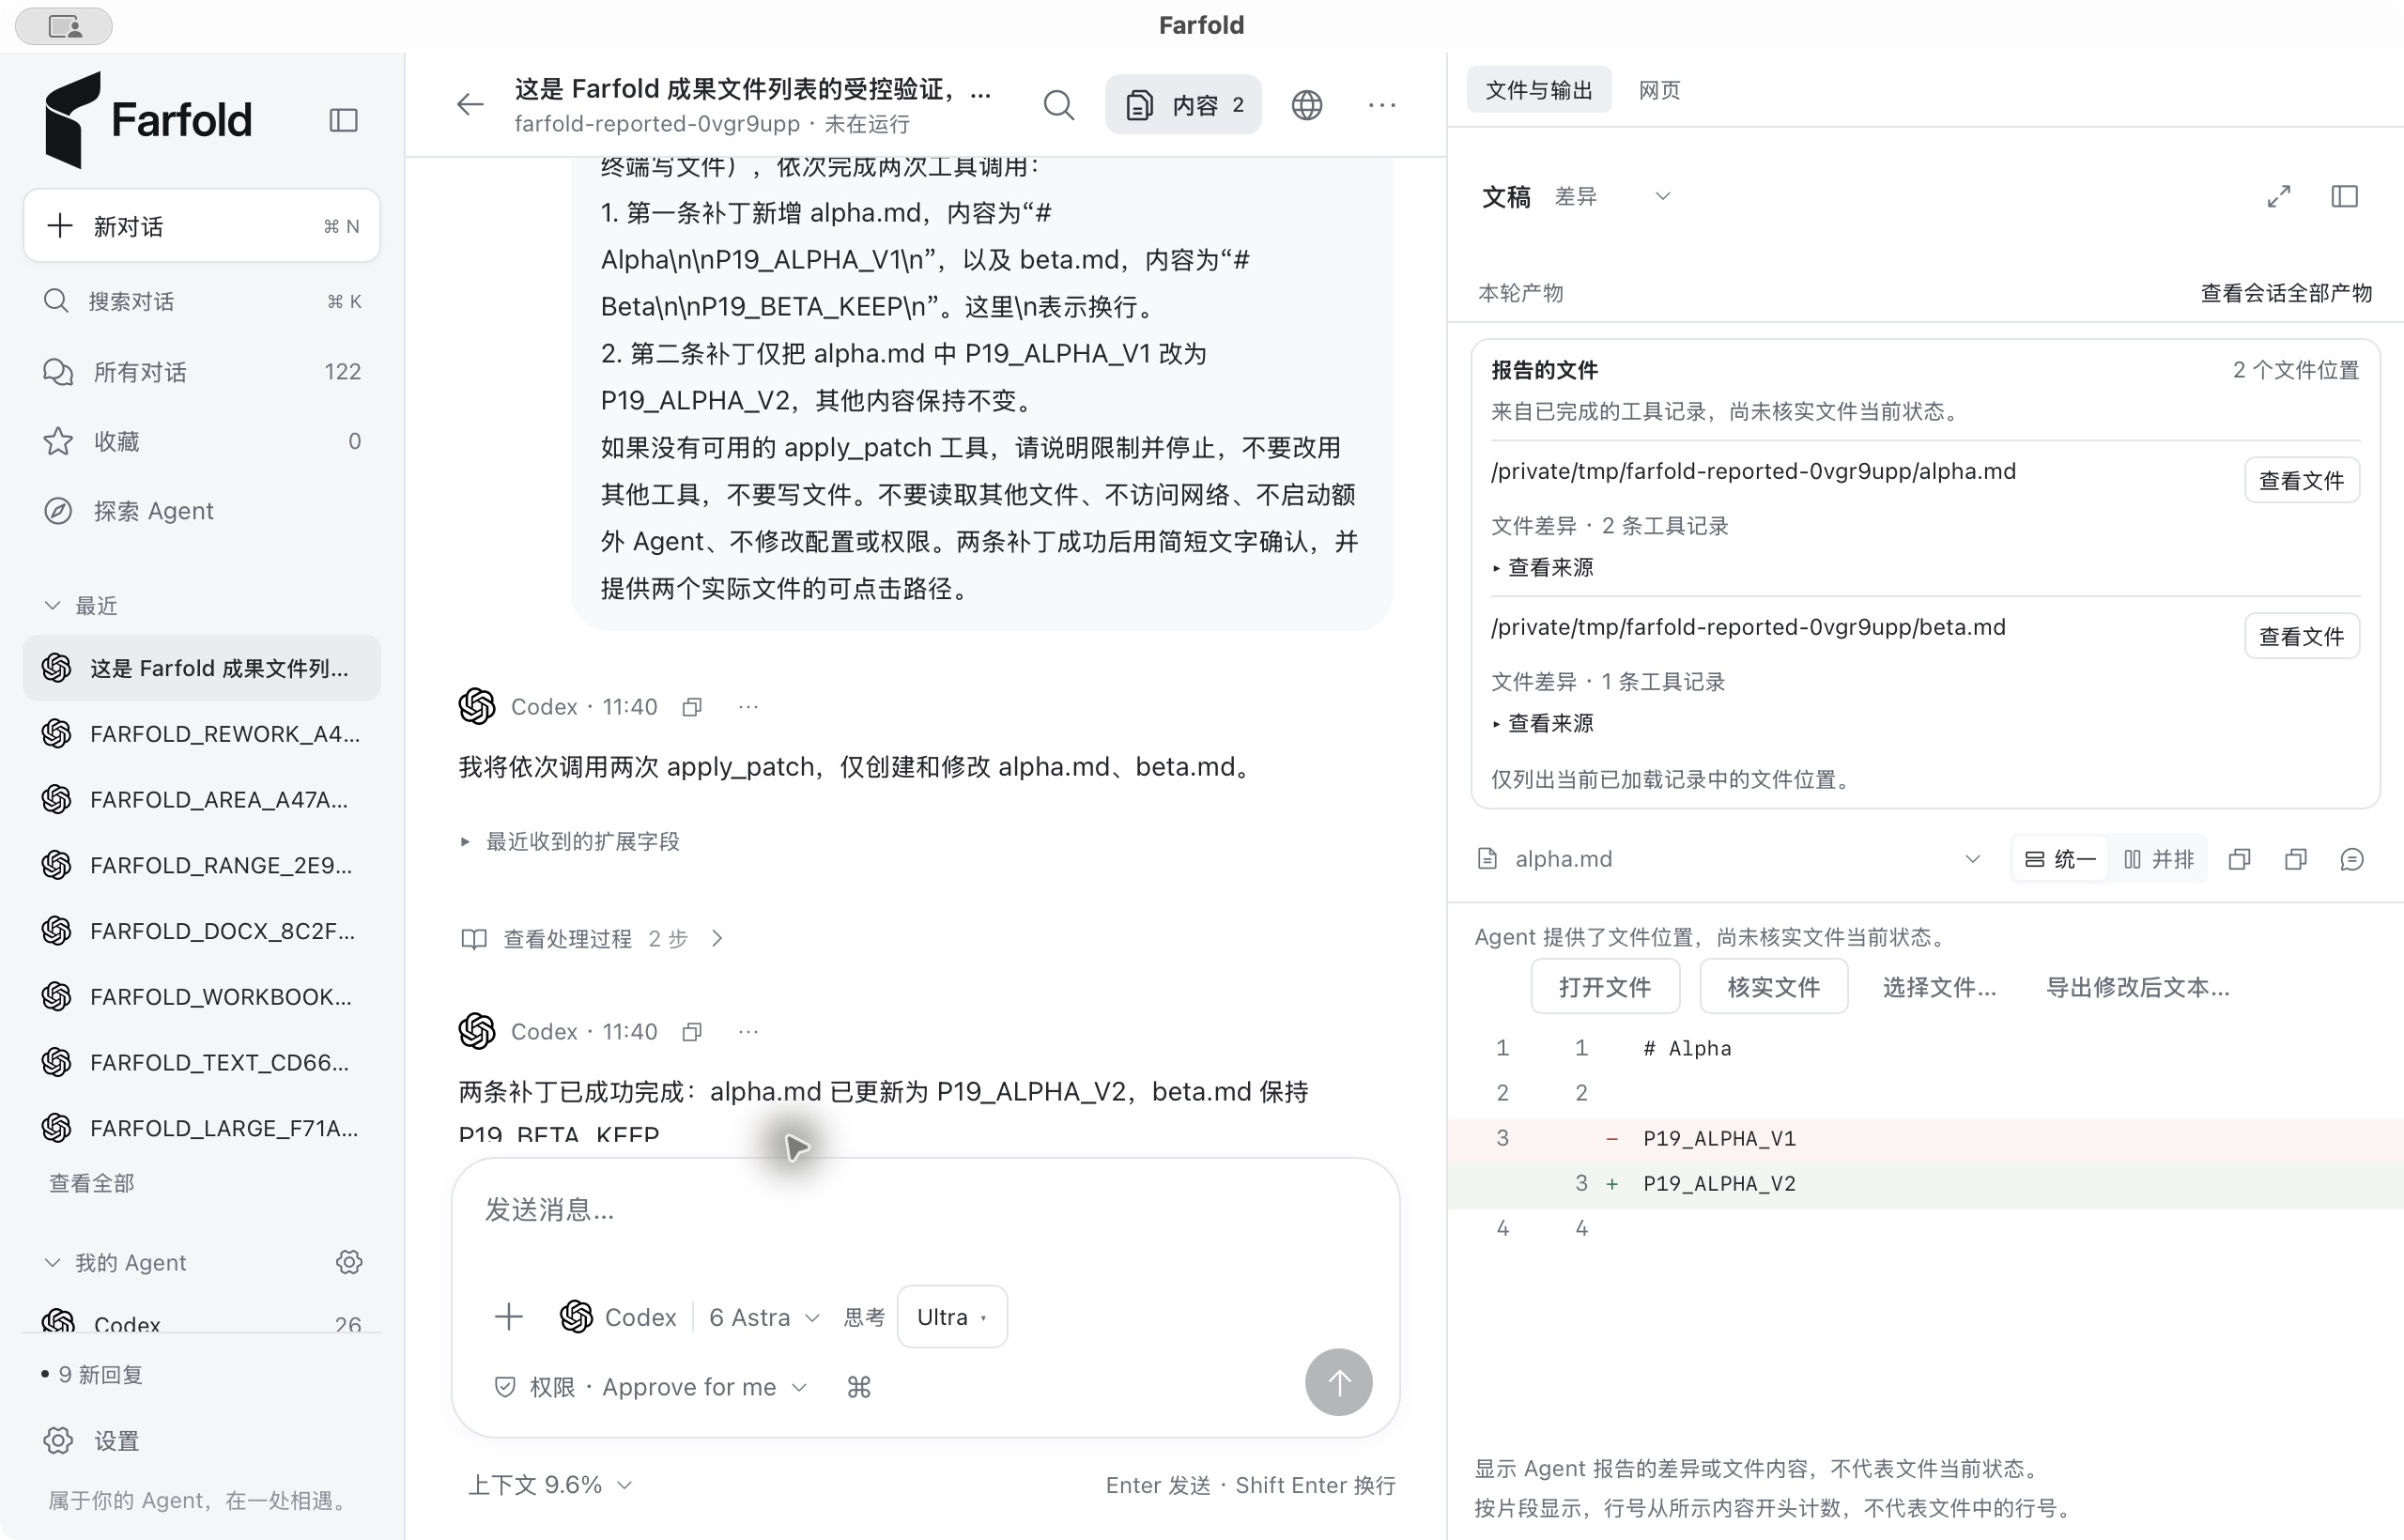 Farfold
Farfold
新对话 ⌘ N
搜索对话 ⌘ K
所有对话 122
收藏 0
探索 Agent
最近
这是 Farfold 成果文件列...
FARFOLD_REWORK_A4...
FARFOLD_AREA_A47A...
FARFOLD_RANGE_2E9...
FARFOLD_DOCX_8C2F...
FARFOLD_WORKBOOK...
FARFOLD_TEXT_CD66...
FARFOLD_LARGE_F71A...
查看全部
我的 Agent
Codex 26
• 9 新回复
设置
属于你的 Agent，在一处相遇。
这是 Farfold 成果文件列表的受控验证，...
farfold-reported-0vgr9upp · 未在运行
内容 2
终端写文件），依次完成两次工具调用：
1. 第一条补丁新增 alpha.md，内容为“#
Alpha\n\nP19_ALPHA_V1\n”，以及 beta.md，内容为“#
Beta\n\nP19_BETA_KEEP\n”。这里\n表示换行。
2. 第二条补丁仅把 alpha.md 中 P19_ALPHA_V1 改为
P19_ALPHA_V2，其他内容保持不变。
如果没有可用的 apply_patch 工具，请说明限制并停止，不要改用
其他工具，不要写文件。不要读取其他文件、不访问网络、不启动额
外 Agent、不修改配置或权限。两条补丁成功后用简短文字确认，并
提供两个实际文件的可点击路径。
Codex · 11:40 ...
我将依次调用两次 apply_patch，仅创建和修改 alpha.md、beta.md。
最近收到的扩展字段
查看处理过程 2 步
Codex · 11:40 ...
两条补丁已成功完成：alpha.md 已更新为 P19_ALPHA_V2，beta.md 保持
P19_BETA_KEEP
发送消息...
Codex 6 Astra 思考 Ultra
权限 · Approve for me ⌘
上下文 9.6% Enter 发送 · Shift Enter 换行
文件与输出 网页
文稿 差异
本轮产物 查看会话全部产物
报告的文件 2 个文件位置
来自已完成的工具记录，尚未核实文件当前状态。
/private/tmp/farfold-reported-0vgr9upp/alpha.md 查看文件
文件差异 · 2 条工具记录
查看来源
/private/tmp/farfold-reported-0vgr9upp/beta.md 查看文件
文件差异 · 1 条工具记录
查看来源
仅列出当前已加载记录中的文件位置。
alpha.md 统一 并排
Agent 提供了文件位置，尚未核实文件当前状态。
打开文件 核实文件 选择文件... 导出修改后文本...
1 1 # Alpha
2 2
3 − P19_ALPHA_V1
3 + P19_ALPHA_V2
4 4
显示 Agent 报告的差异或文件内容，不代表文件当前状态。
按片段显示，行号从所示内容开头计数，不代表文件中的行号。